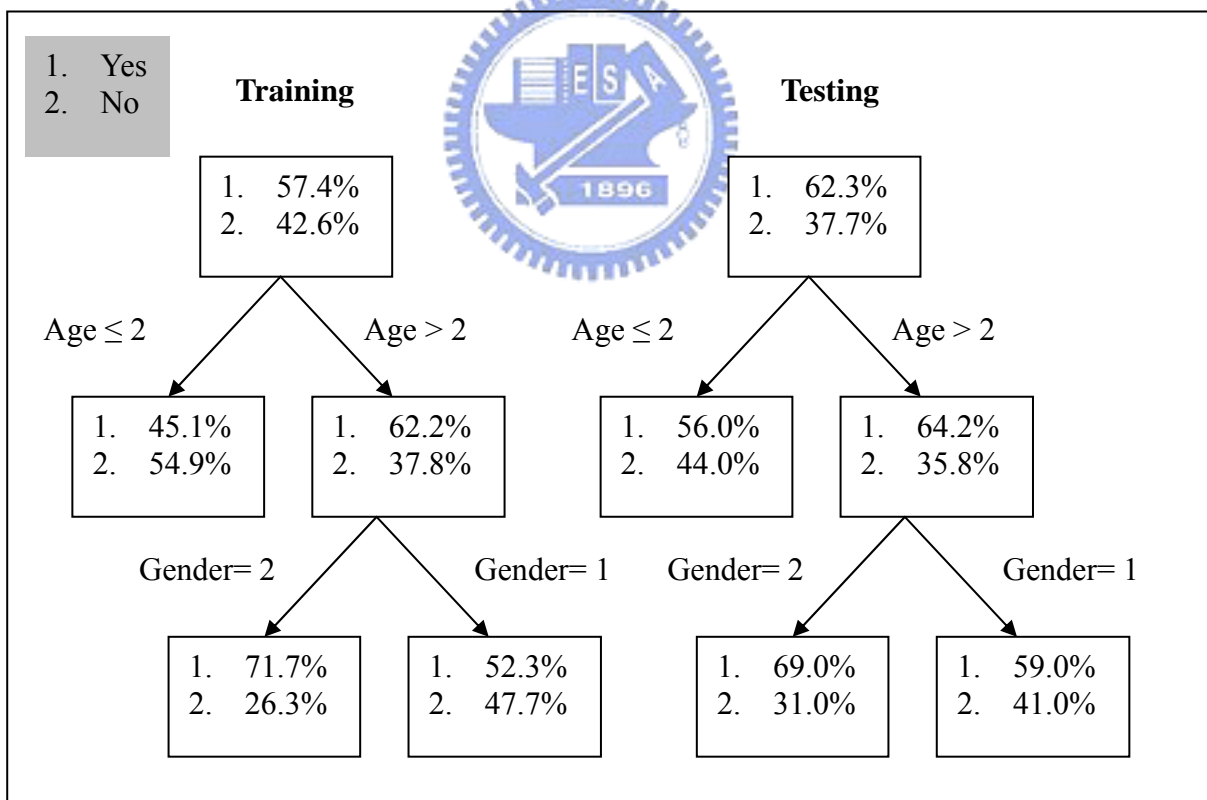 1. Yes
2. No
Training
Testing
E S A
1896
1. 57.4%
2. 42.6%
1. 62.3%
2. 37.7%
Age ≤ 2
Age > 2
Age ≤ 2
Age > 2
1. 45.1%
2. 54.9%
1. 62.2%
2. 37.8%
1. 56.0%
2. 44.0%
1. 64.2%
2. 35.8%
Gender= 2
Gender= 1
Gender= 2
Gender= 1
1. 71.7%
2. 26.3%
1. 52.3%
2. 47.7%
1. 69.0%
2. 31.0%
1. 59.0%
2. 41.0%